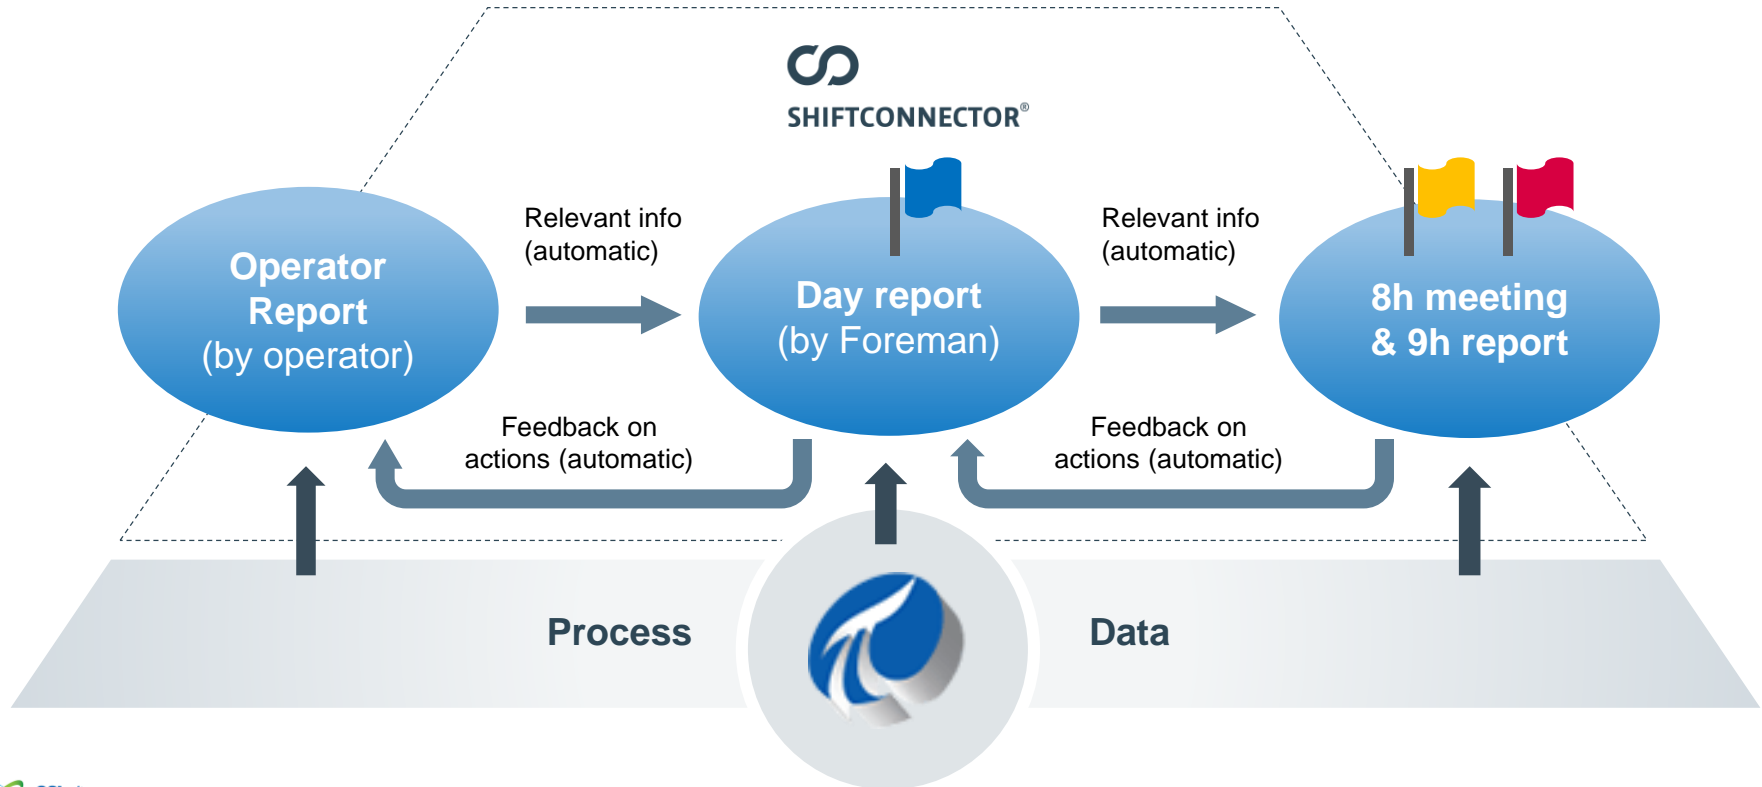 SHIFTCONNECTOR®
Relevant info
(automatic)
Relevant info
(automatic)
Operator
Report
(by operator)
Day report
(by Foreman)
8h meeting
& 9h report
Feedback on
actions (automatic)
Feedback on
actions (automatic)
Process
Data